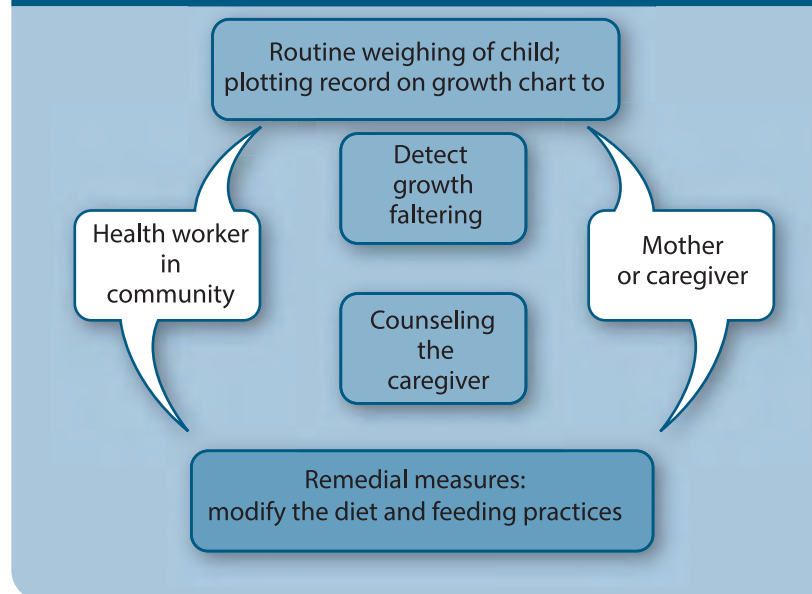 Routine weighing of child;
plotting record on growth chart to
Detect
growth
faltering
Health worker
in
community
Mother
or caregiver
Counseling
the
caregiver
Remedial measures:
modify the diet and feeding practices